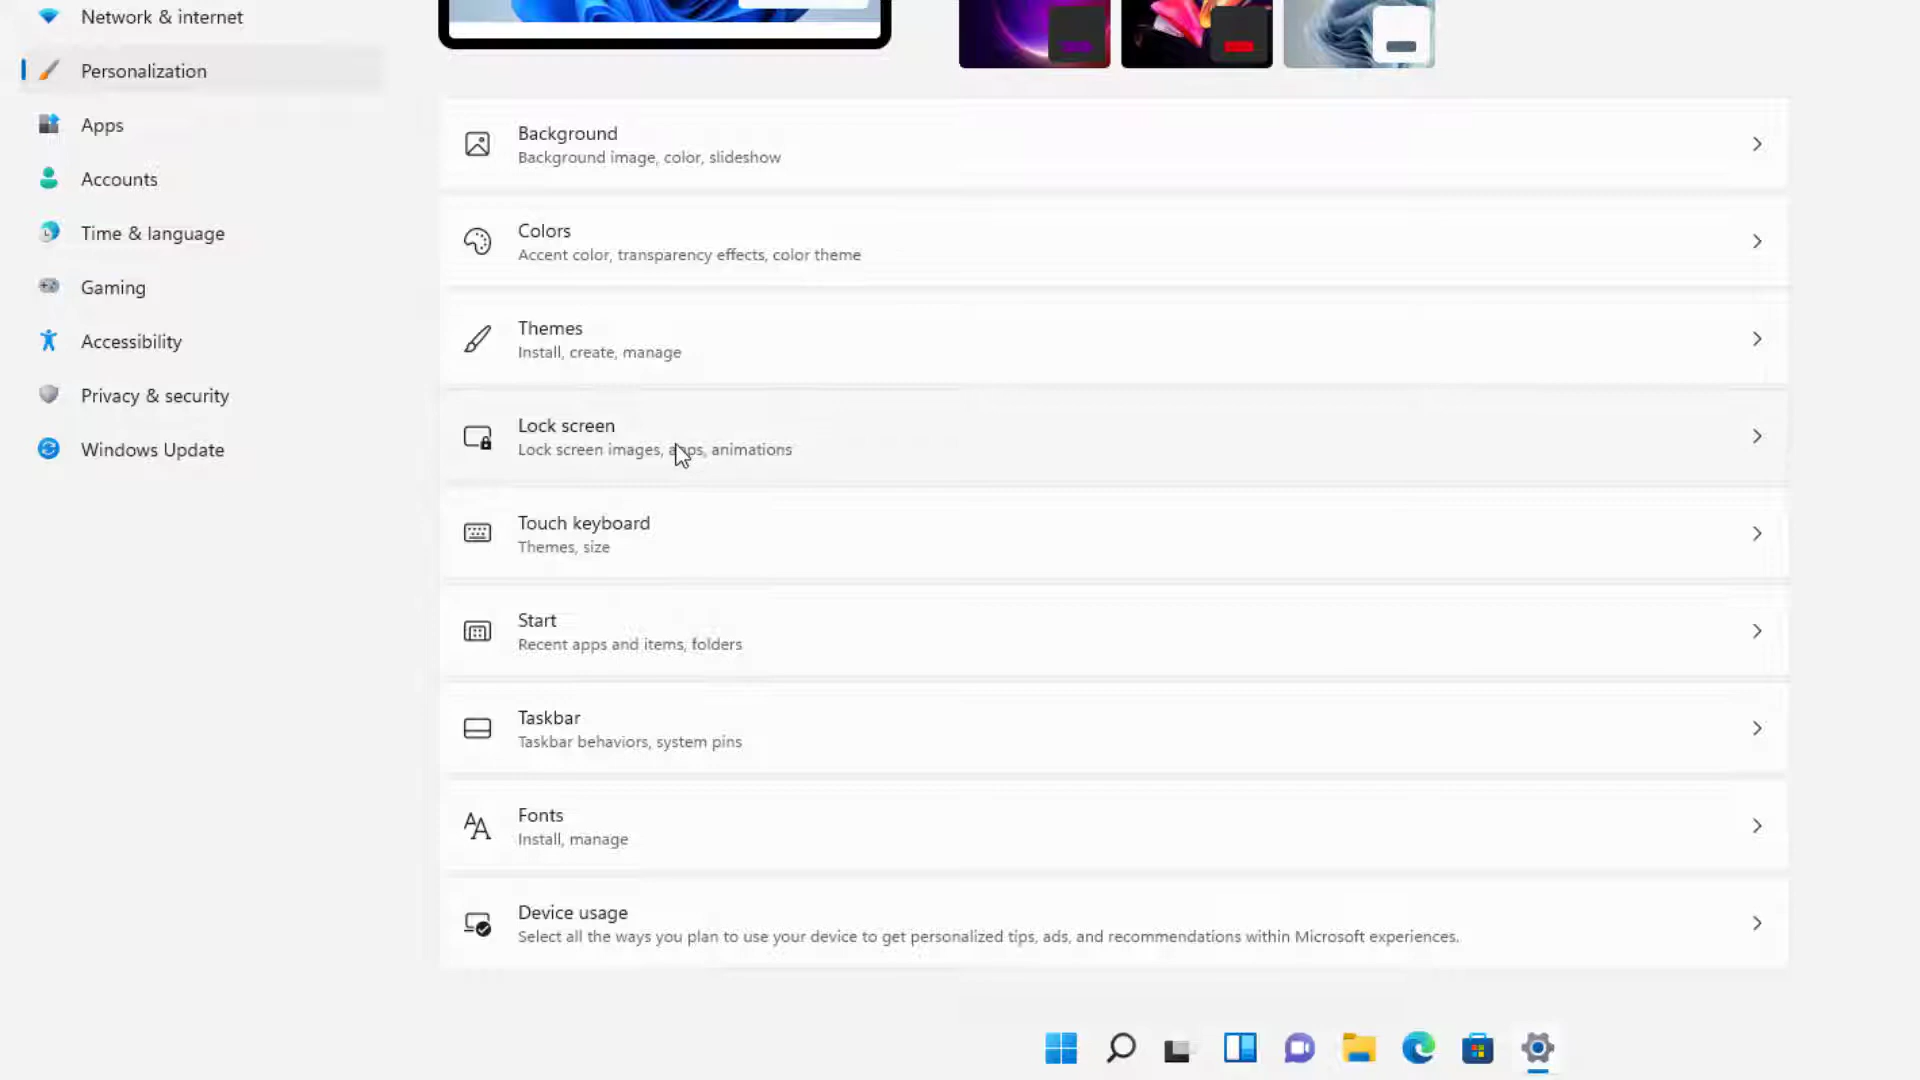 Network & internet
Personalization
Apps
Accounts
Time & language
Gaming
Accessibility
Privacy & security
Windows Update
Background
Background image, color, slideshow
Colors
Accent color, transparency effects, color theme
Themes
Install, create, manage
Lock screen
Lock screen images, apps, animations
Touch keyboard
Themes, size
Start
Recent apps and items, folders
Taskbar
Taskbar behaviors, system pins
Fonts
Install, manage
Device usage
Select all the ways you plan to use your device to get personalized tips, ads, and recommendations within Microsoft experiences.